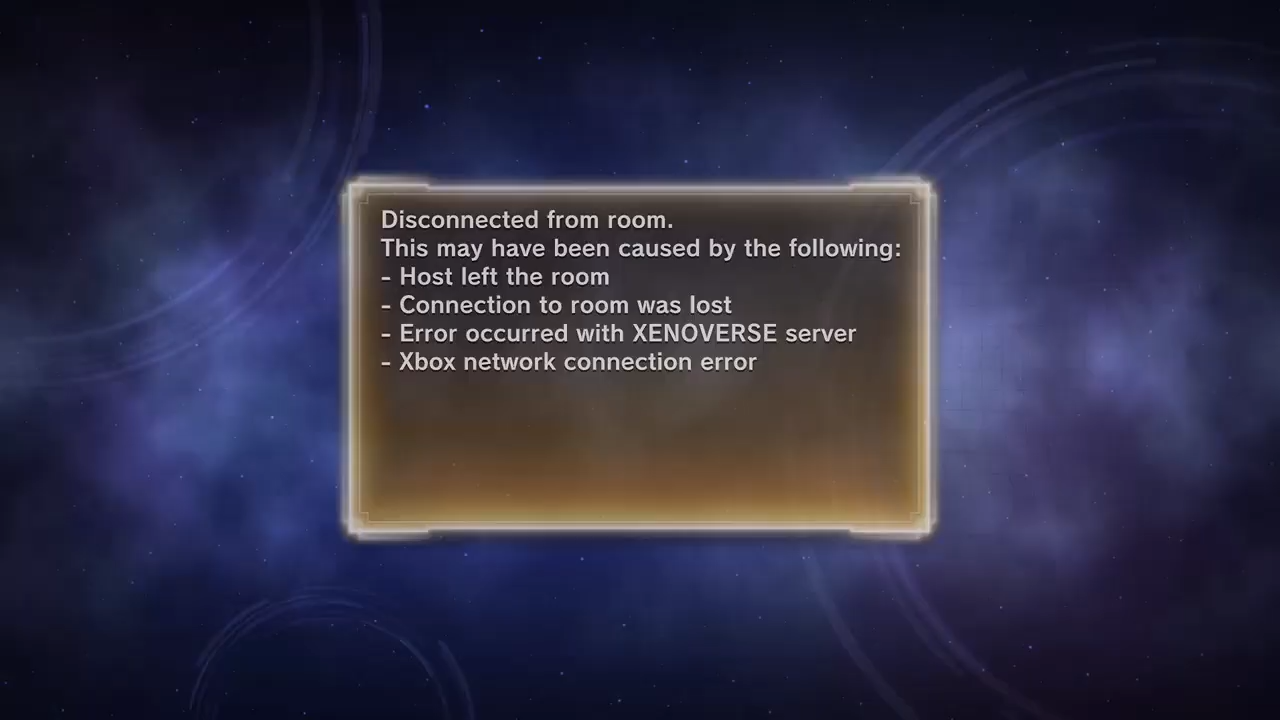 Disconnected from room.
This may have been caused by the following:
- Host left the room
- Connection to room was lost
- Error occurred with XENOVERSE server
- Xbox network connection error